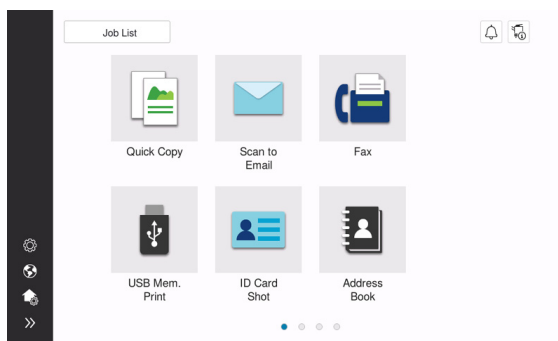 Job List
Quick Copy
Scan to
Email
Fax
USB Mem.
Print
ID Card
Shot
Address
Book